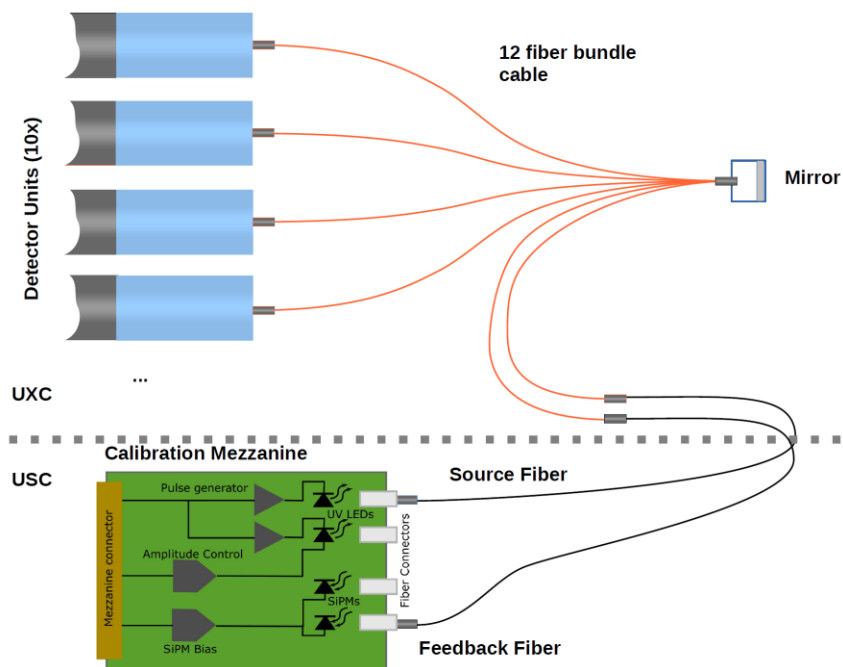 12 fiber bundle
cable
Detector Units (10x)
Mirror
...
UXC
USC
Calibration Mezzanine
Source Fiber
Pulse generator
UV LEDs
Mezzanine connector
Amplitude Control
Fiber Connectors
SiPMs
SiPM Bias
Feedback Fiber